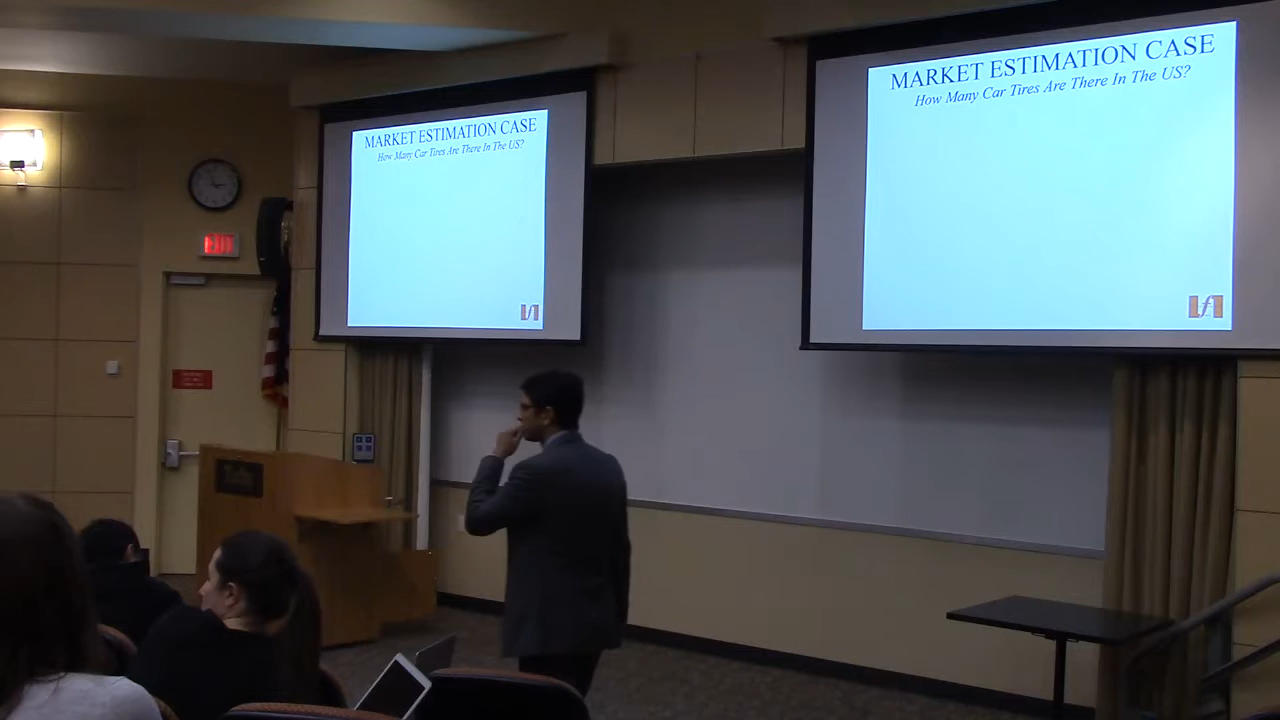 MARKET ESTIMATION CASE
How Many Car Tires Are There In The US?
MARKET ESTIMATION CASE
How Many Car Tires Are There In The US?
EXIT